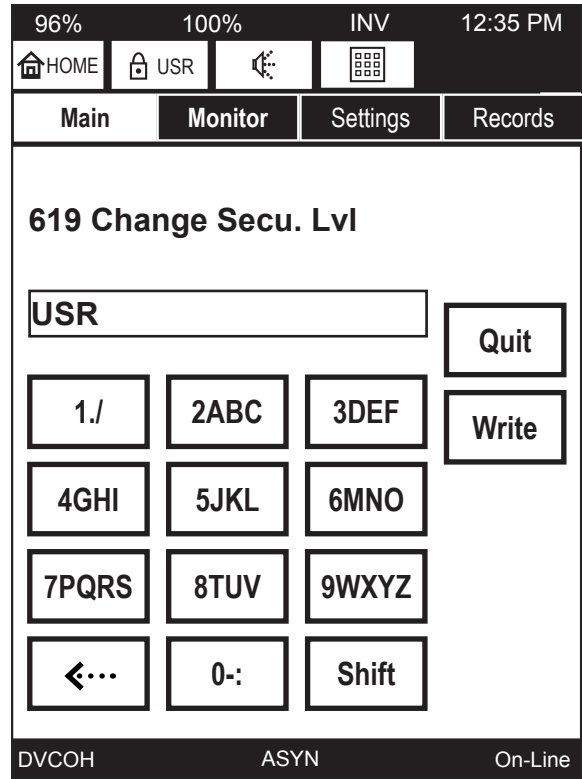 96% 100% INV 12:35 PM
HOME USR
Main Monitor Settings Records
619 Change Secu. Lvl
USR
Quit
1./ 2ABC 3DEF
Write
4GHI 5JKL 6MNO
7PQRS 8TUV 9WXYZ
0-: Shift
DVCOH ASYN On-Line